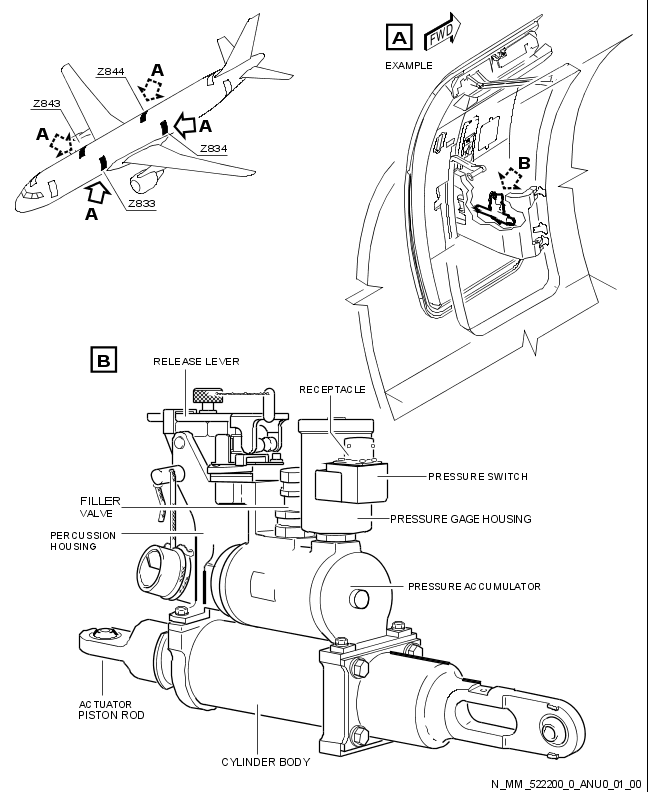 A
FWD
EXAMPLE
Z844
A
Z843
A
A
Z834
A
Z833
B
B
RELEASE LEVER
RECEPTACLE
PRESSURE SWITCH
FILLER
VALVE
PRESSURE GAGE HOUSING
PERCUSSION
HOUSING
PRESSURE ACCUMULATOR
ACTUATOR
PISTON ROD
CYLINDER BODY
N_MM_522200_0_ANU0_01_00